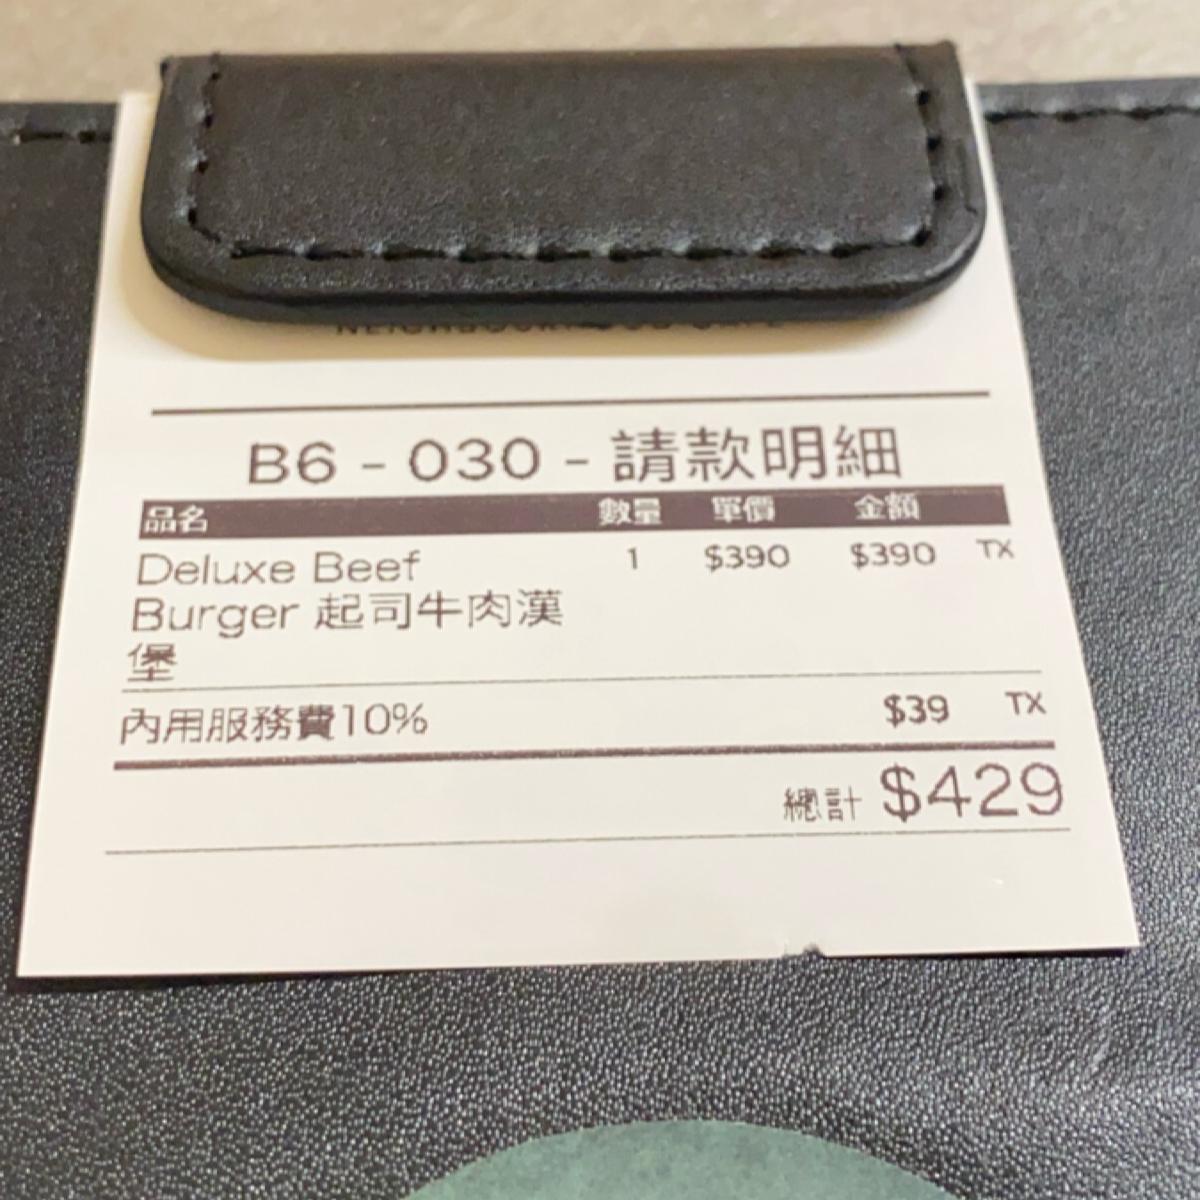 B6 - 030 - 請款明細
品名 數量 單價 金額
Deluxe Beef 1 $390 $390 TX
Burger 起司牛肉漢
堡
內用服務費10% $39 TX
總計 $429